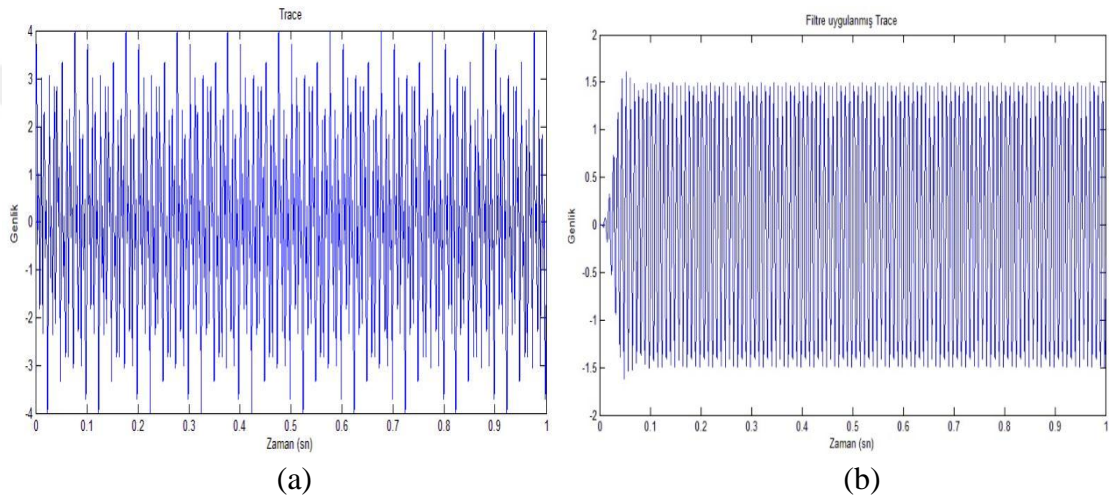 Trace
4
3
2
1
0
-1
-2
-3
-4
Genlik
0 0.1 0.2 0.3 0.4 0.5 0.6 0.7 0.8 0.9 1
Zaman (sn)
(a)
Filtre uygulanmış Trace
2
1.5
1
0.5
0
-0.5
-1
-1.5
-2
Genlik
0 0.1 0.2 0.3 0.4 0.5 0.6 0.7 0.8 0.9 1
Zaman (sn)
(b)